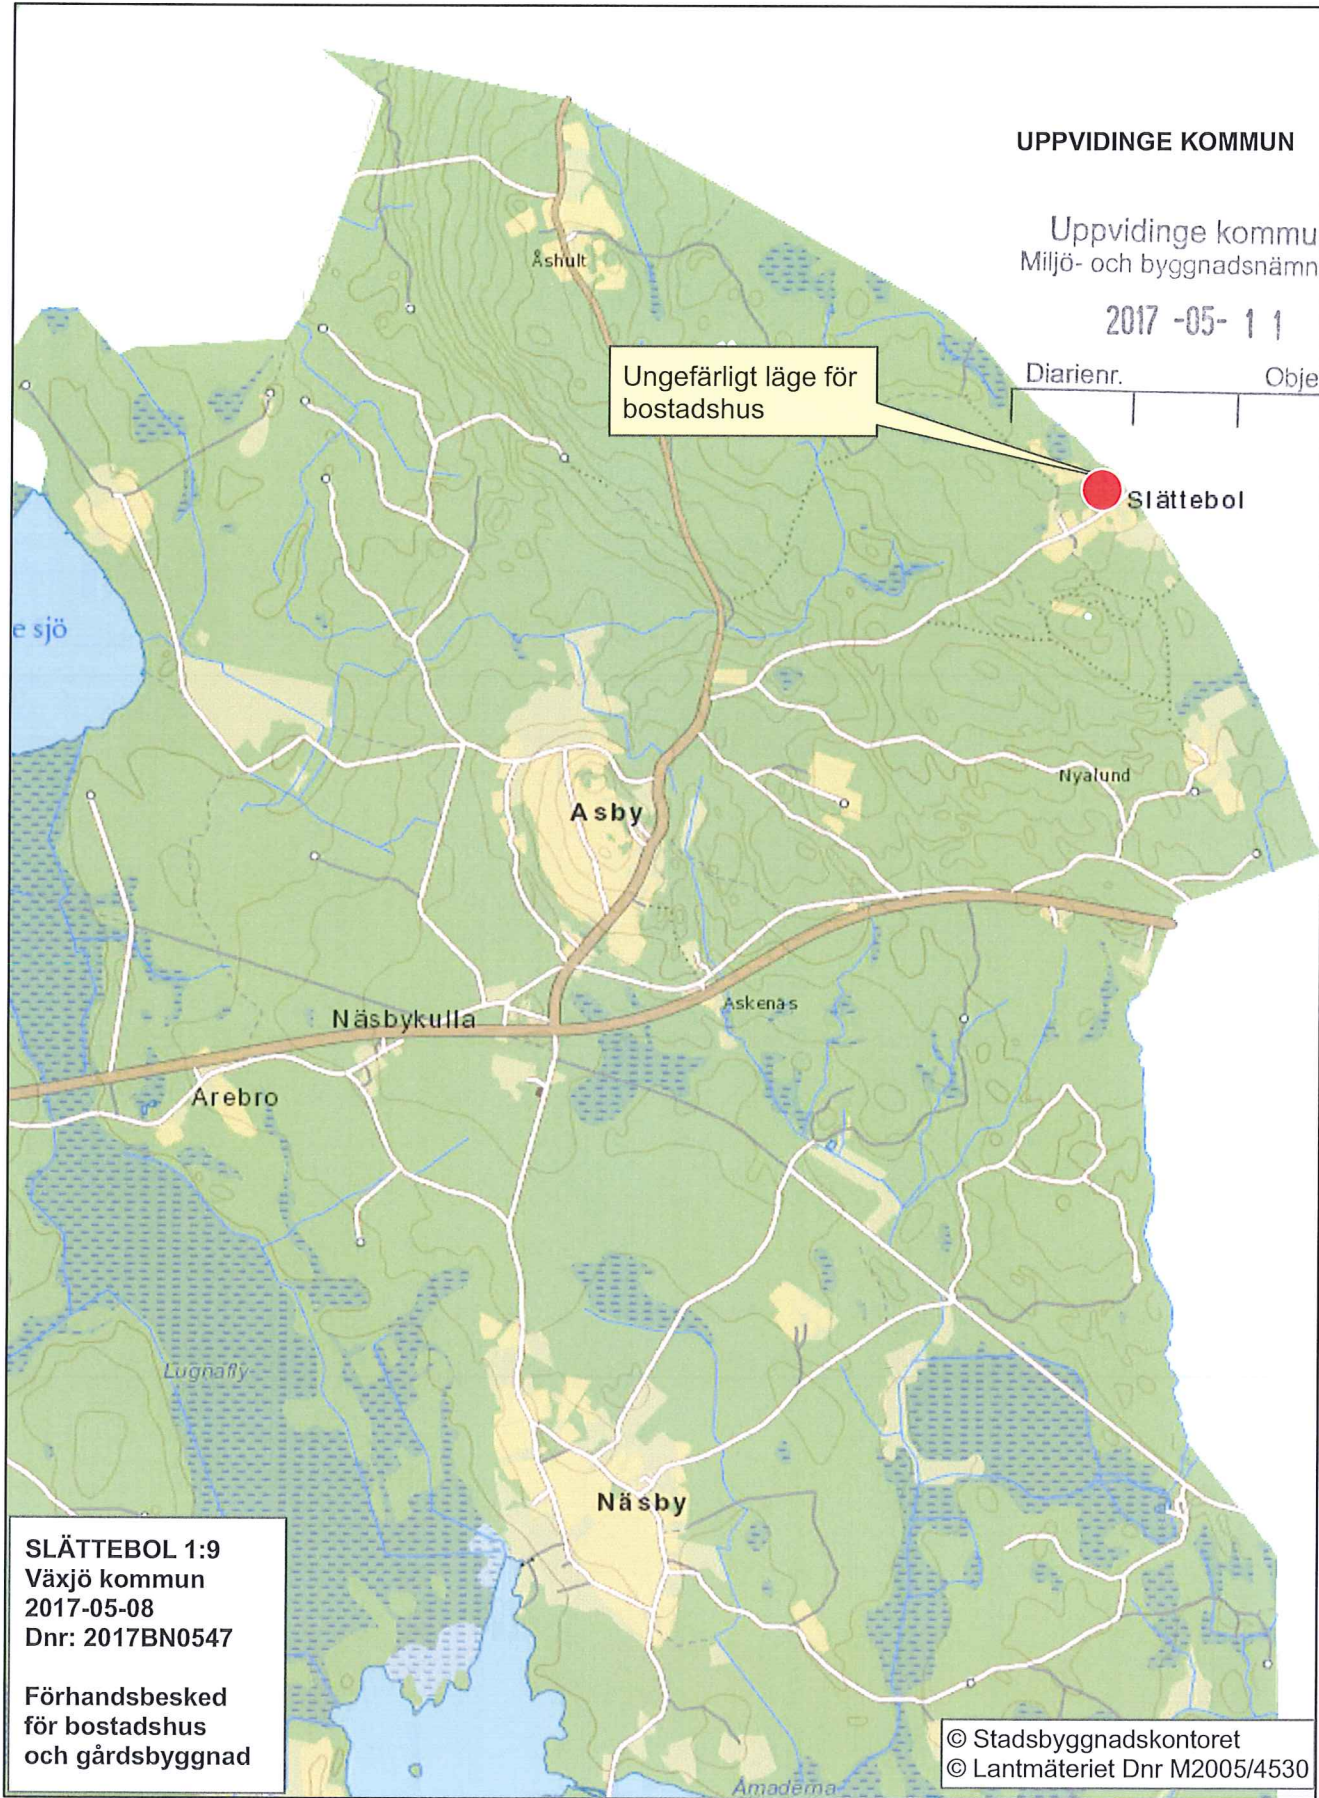 UPPVIDINGE KOMMUN
Uppvidinge kommu
Miljö- och byggnadsnämn
2017 -05- 1 1
Diarienr. Obje
Åshult
Ungefärligt läge för
bostadshus
Slättebol
e sjö
Nyalund
Asby
Askenäs
Näsbykulla
Arebro
Lugnafly
Näsby
SLÄTTEBOL 1:9
Växjö kommun
2017-05-08
Dnr: 2017BN0547
Förhandsbesked
för bostadshus
och gårdsbyggnad
© Stadsbyggnadskontoret
© Lantmäteriet Dnr M2005/4530
Åmaderna